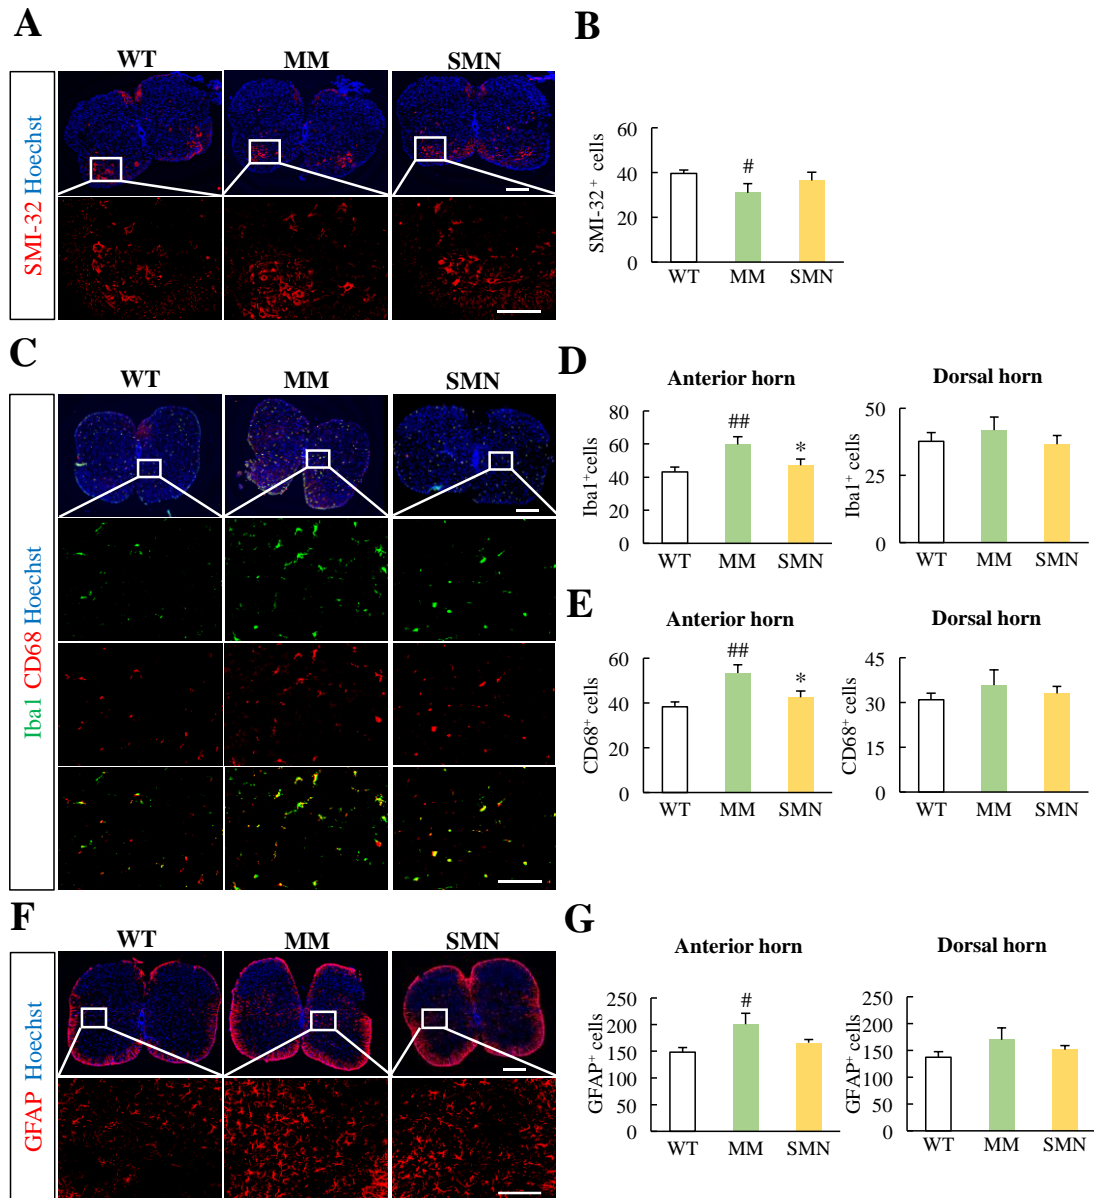 A
WT MM SMN
SMI-32 Hoechst
B
60
40
20
0
SMI-32⁺ cells
#
WT MM SMN
C
WT MM SMN
Iba1 CD68 Hoechst
D
Anterior horn
80
60
40
20
0
Iba1⁺cells
##
*
WT MM SMN
Dorsal horn
50
25
0
Iba1⁺ cells
WT MM SMN
E
Anterior horn
60
40
20
0
CD68⁺ cells
##
*
WT MM SMN
Dorsal horn
45
30
15
0
CD68⁺ cells
WT MM SMN
F
WT MM SMN
GFAP Hoechst
G
Anterior horn
250
200
150
100
50
0
GFAP⁺ cells
#
WT MM SMN
Dorsal horn
250
200
150
100
50
0
GFAP⁺ cells
WT MM SMN